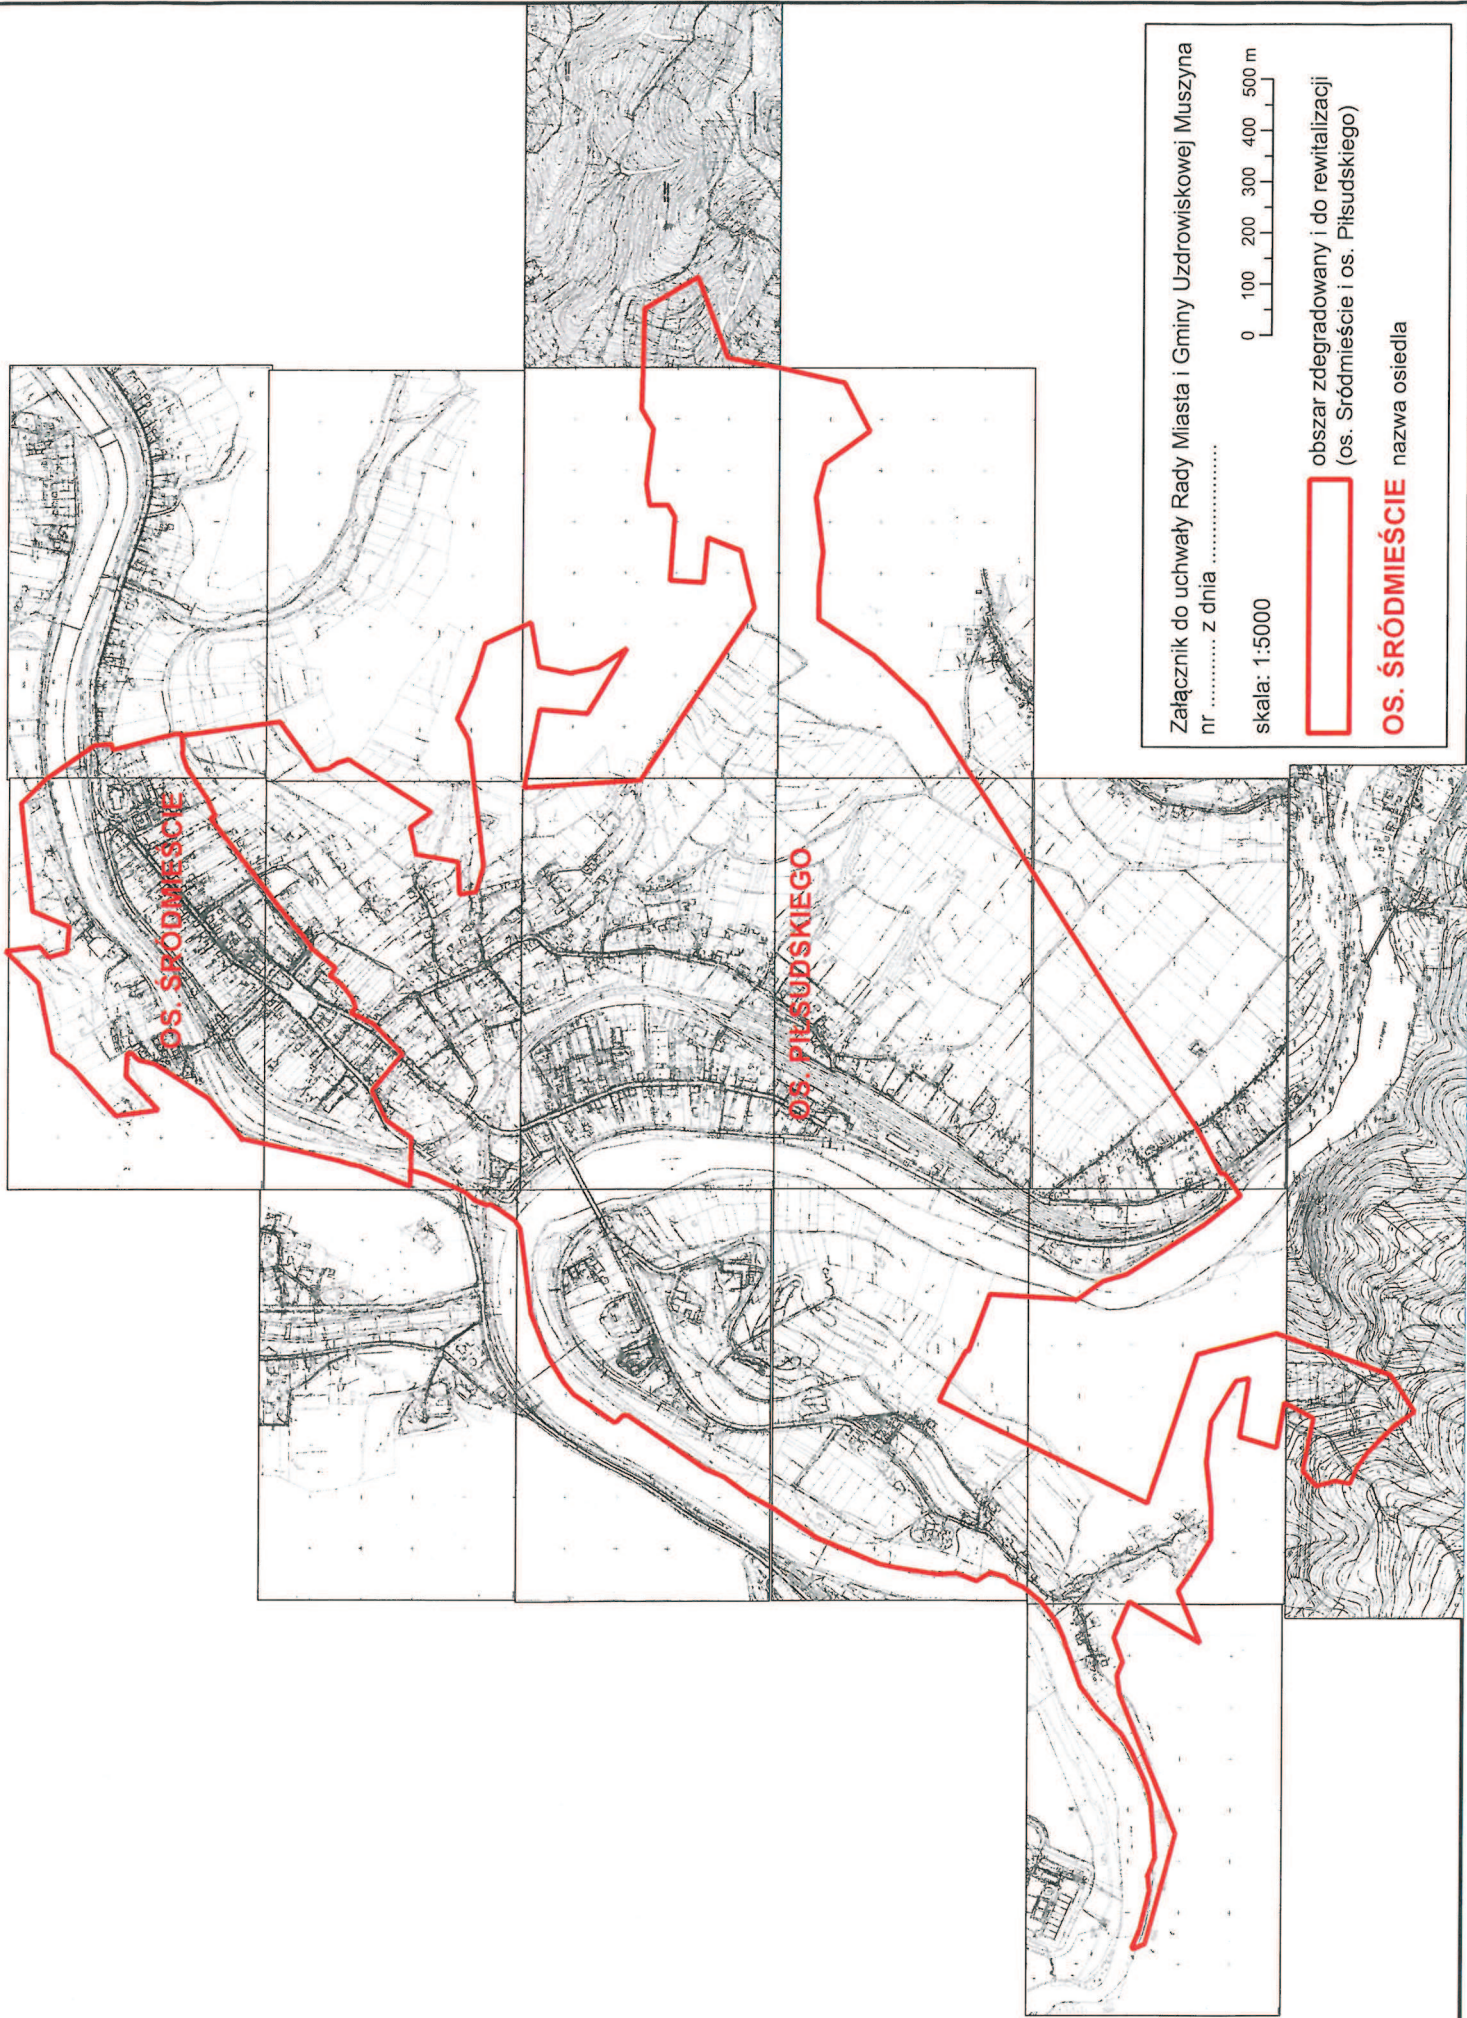 OS. ŚRÓDMIEŚCIE
OS. PIŁSUDSKIEGO
Załącznik do uchwały Rady Miasta i Gminy Uzdrowiskowej Muszyna
nr ............. z dnia ............................
skala: 1:5000
0 100 200 300 400 500 m
obszar zdegradowany i do rewitalizacji
(os. Śródmieście i os. Piłsudskiego)
OS. ŚRÓDMIEŚCIE nazwa osiedla